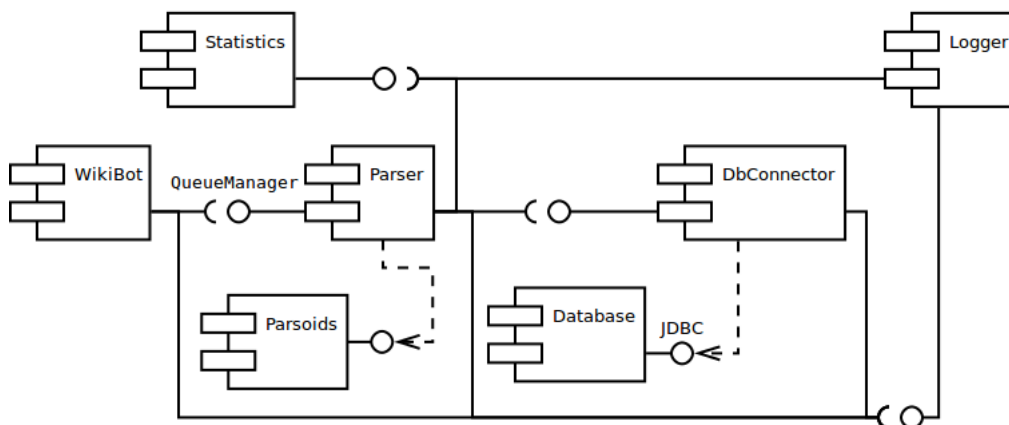 Statistics
Logger
WikiBot
QueueManager
Parser
DbConnector
Parsoids
Database
JDBC